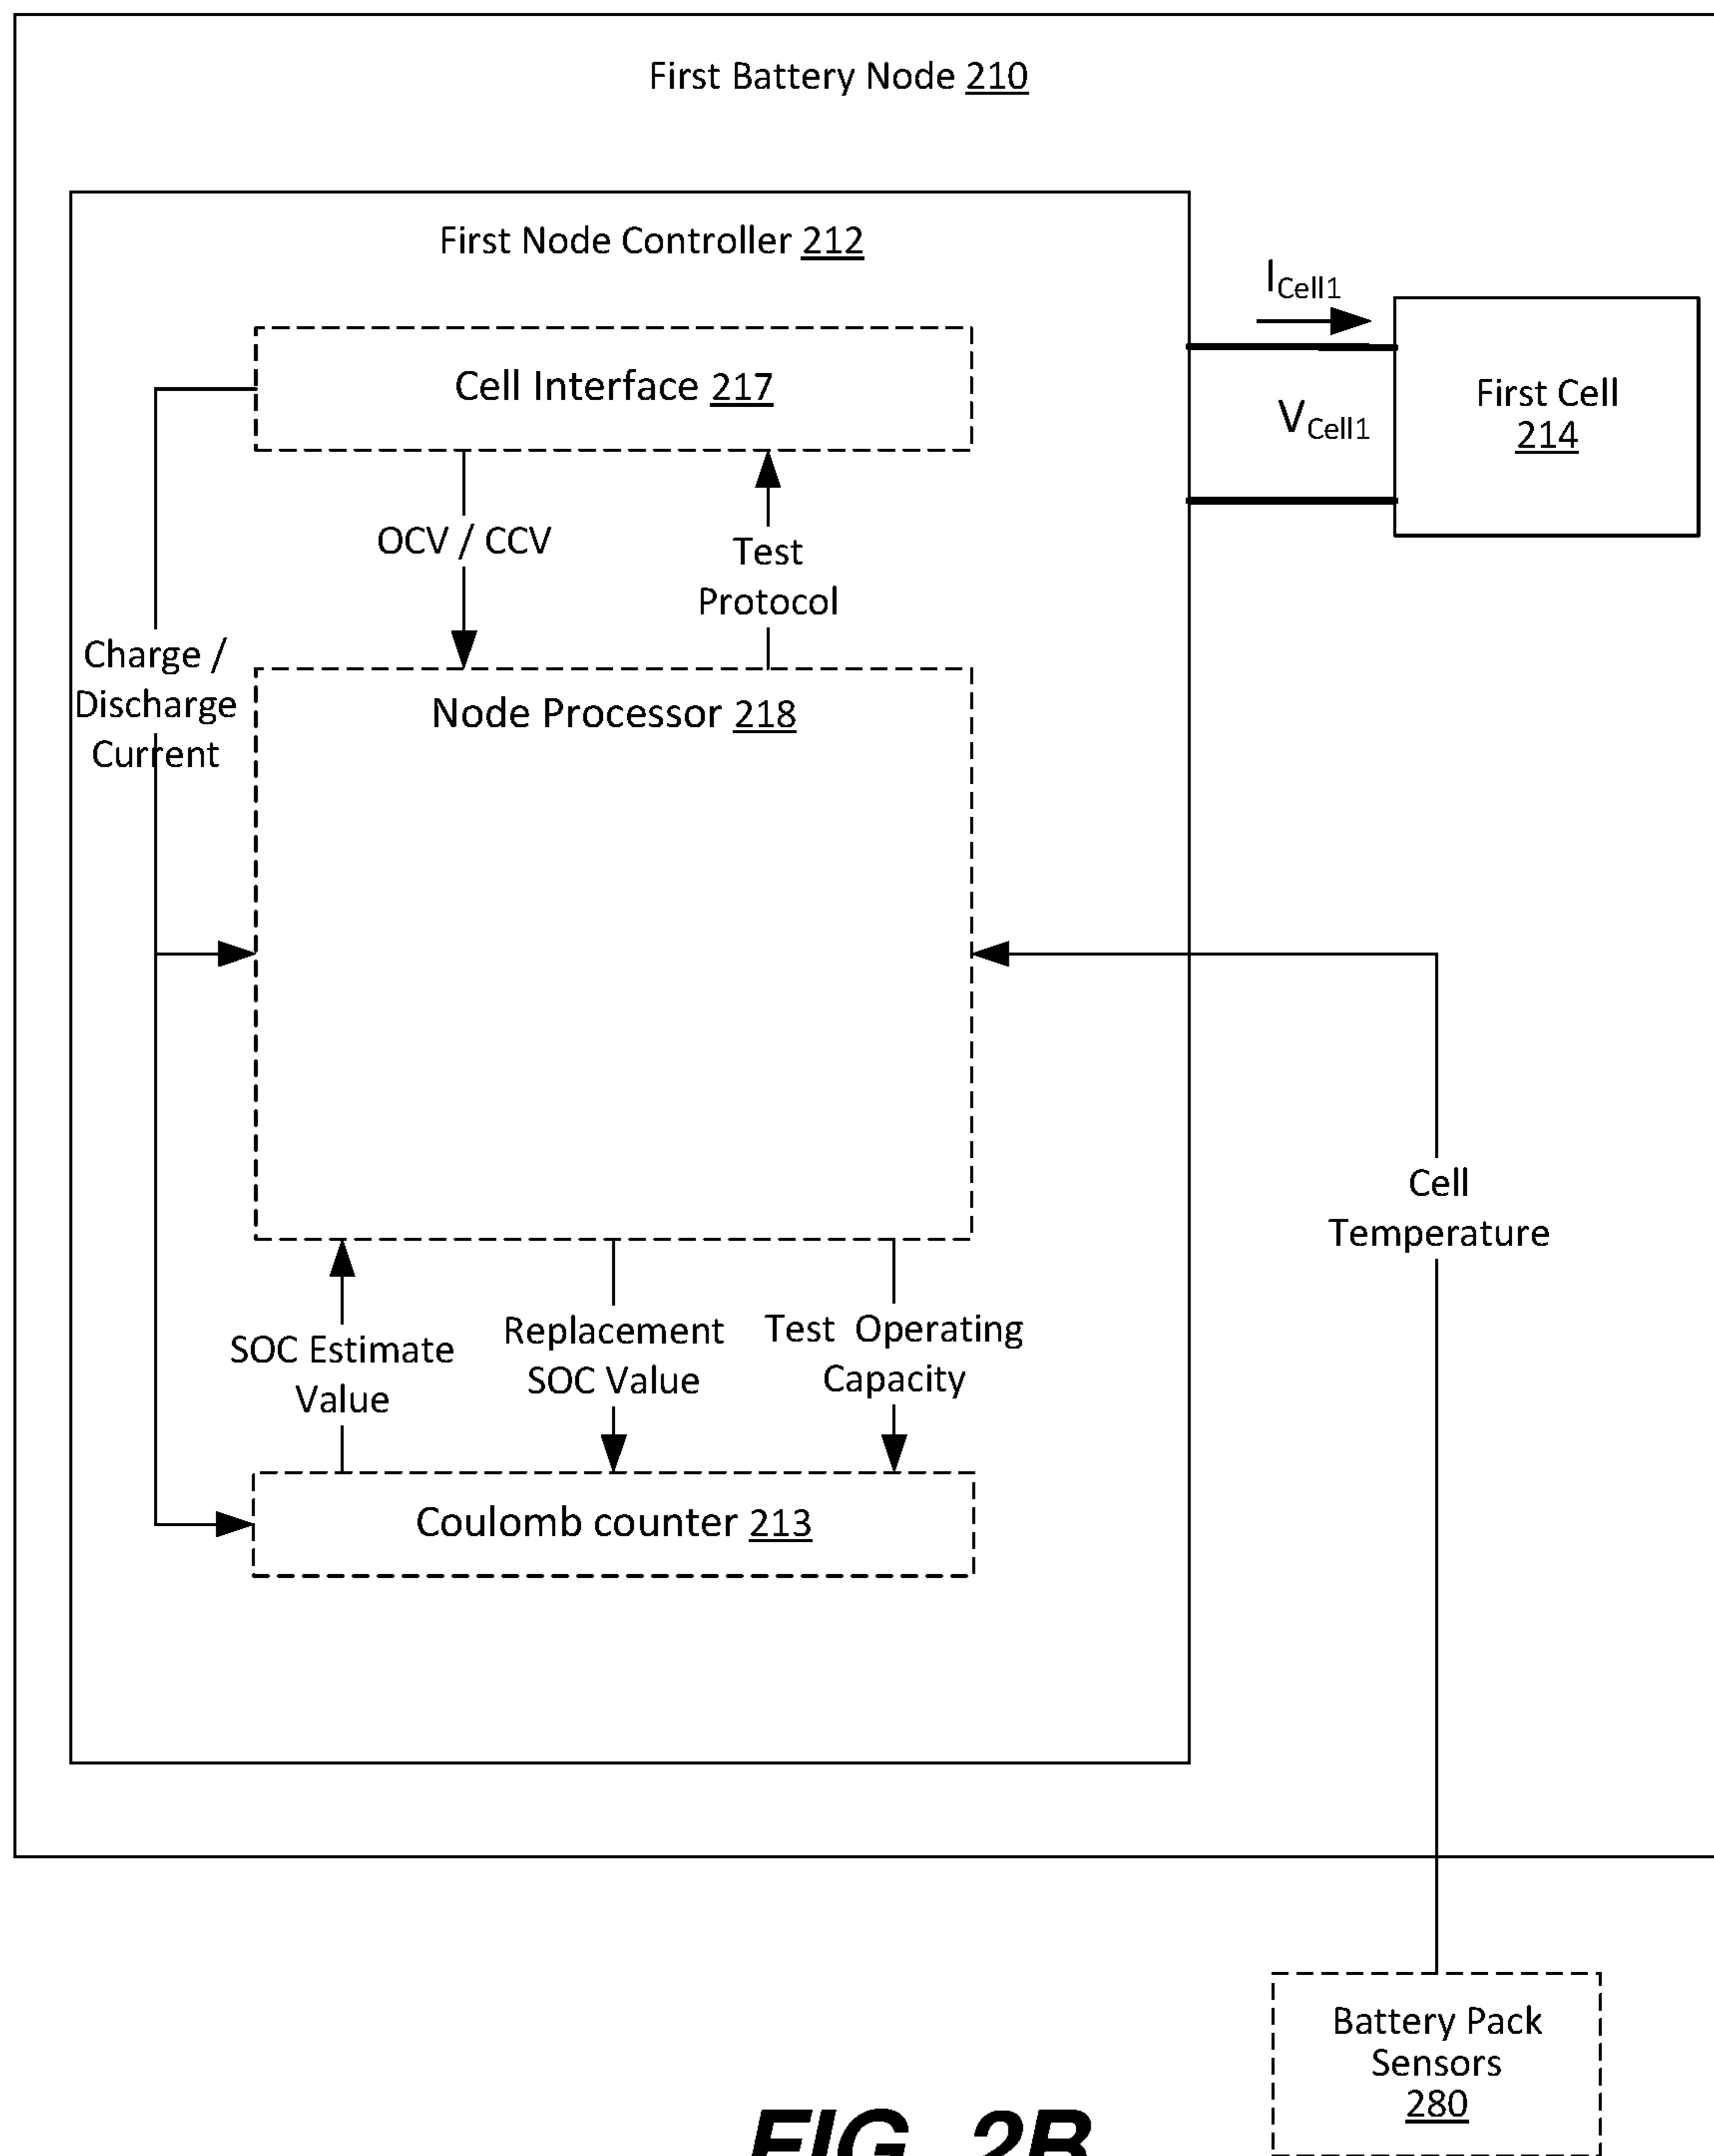 First Battery Node 210
First Node Controller 212
I Cell1
Cell Interface 217
First Cell
214
V Cell1
OCV / CCV
Test
Protocol
Charge /
Discharge
Current
Node Processor 218
Cell
Temperature
SOC Estimate
Value
Replacement
SOC Value
Test Operating
Capacity
Coulomb counter 213
Battery Pack
Sensors
280
FIG. 2B